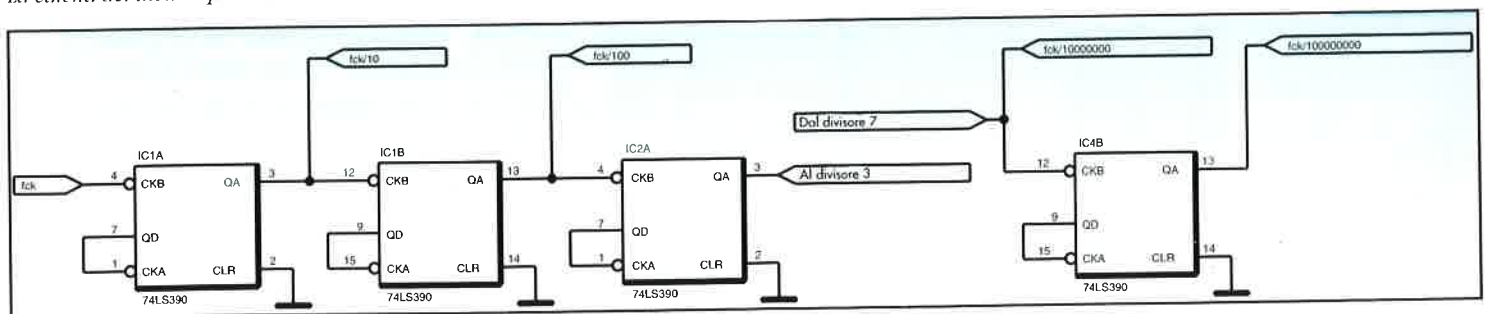 fck
fck/10
fck/100
fck/10000000
fck/100000000
Dal divisore 7
Al divisore 3
IC1A
4
CKB
QA
3
7
QD
1
CKA
CLR
2
74LS390
IC1B
12
CKB
QA
13
9
QD
15
CKA
CLR
14
74LS390
IC2A
4
CKB
QA
3
7
QD
1
CKA
CLR
2
74LS390
IC4B
12
CKB
QA
13
9
QD
15
CKA
CLR
14
74LS390